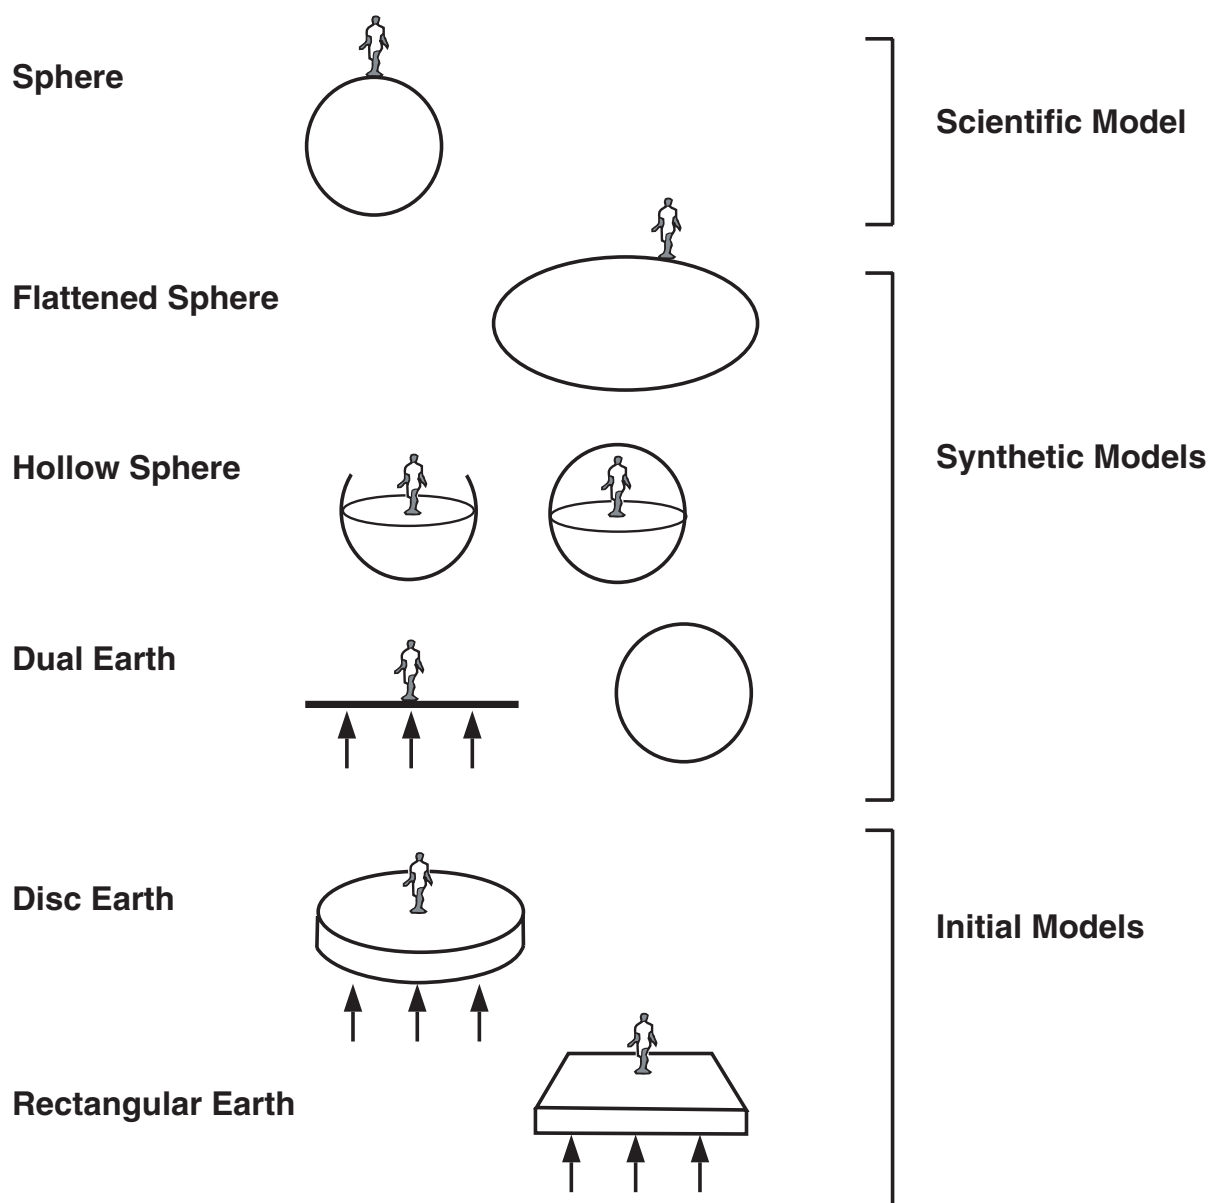 Sphere
Scientific Model
Flattened Sphere
Hollow Sphere
Synthetic Models
Dual Earth
Disc Earth
Initial Models
Rectangular Earth